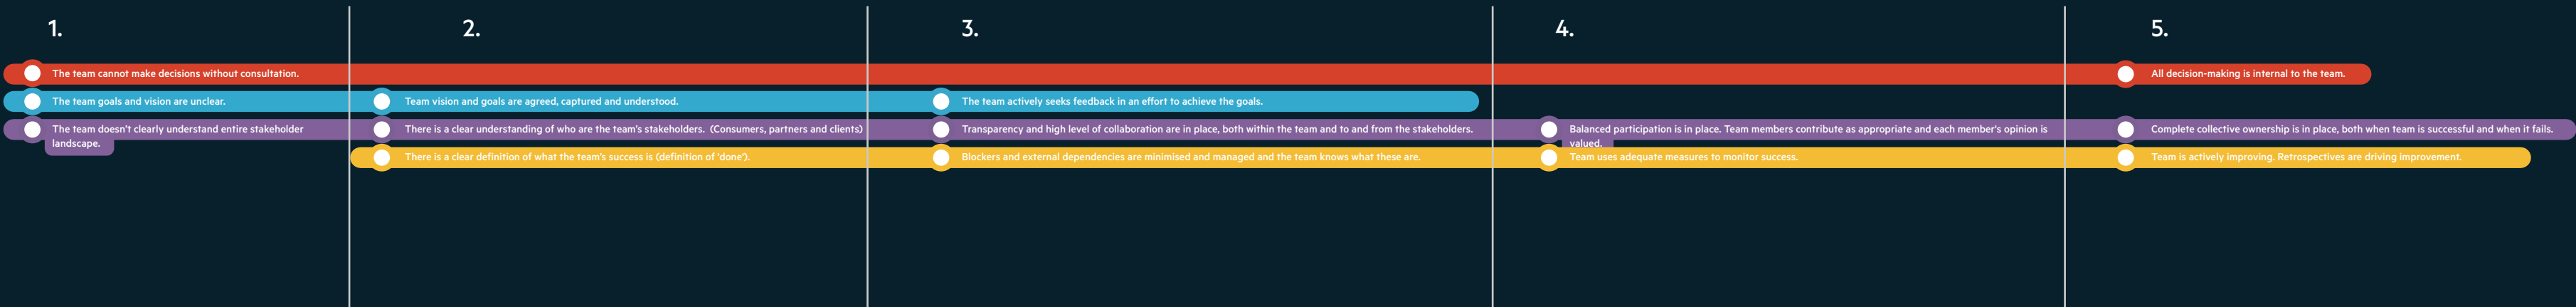 1.
2.
3.
4.
5.
The team cannot make decisions without consultation.
All decision-making is internal to the team.
The team goals and vision are unclear.
Team vision and goals are agreed, captured and understood.
The team actively seeks feedback in an effort to achieve the goals.
The team doesn't clearly understand entire stakeholder
landscape.
There is a clear understanding of who are the team's stakeholders. (Consumers, partners and clients)
Transparency and high level of collaboration are in place, both within the team and to and from the stakeholders.
Balanced participation is in place. Team members contribute as appropriate and each member's opinion is
valued.
Complete collective ownership is in place, both when team is successful and when it fails.
There is a clear definition of what the team's success is (definition of 'done').
Blockers and external dependencies are minimised and managed and the team knows what these are.
Team uses adequate measures to monitor success.
Team is actively improving. Retrospectives are driving improvement.